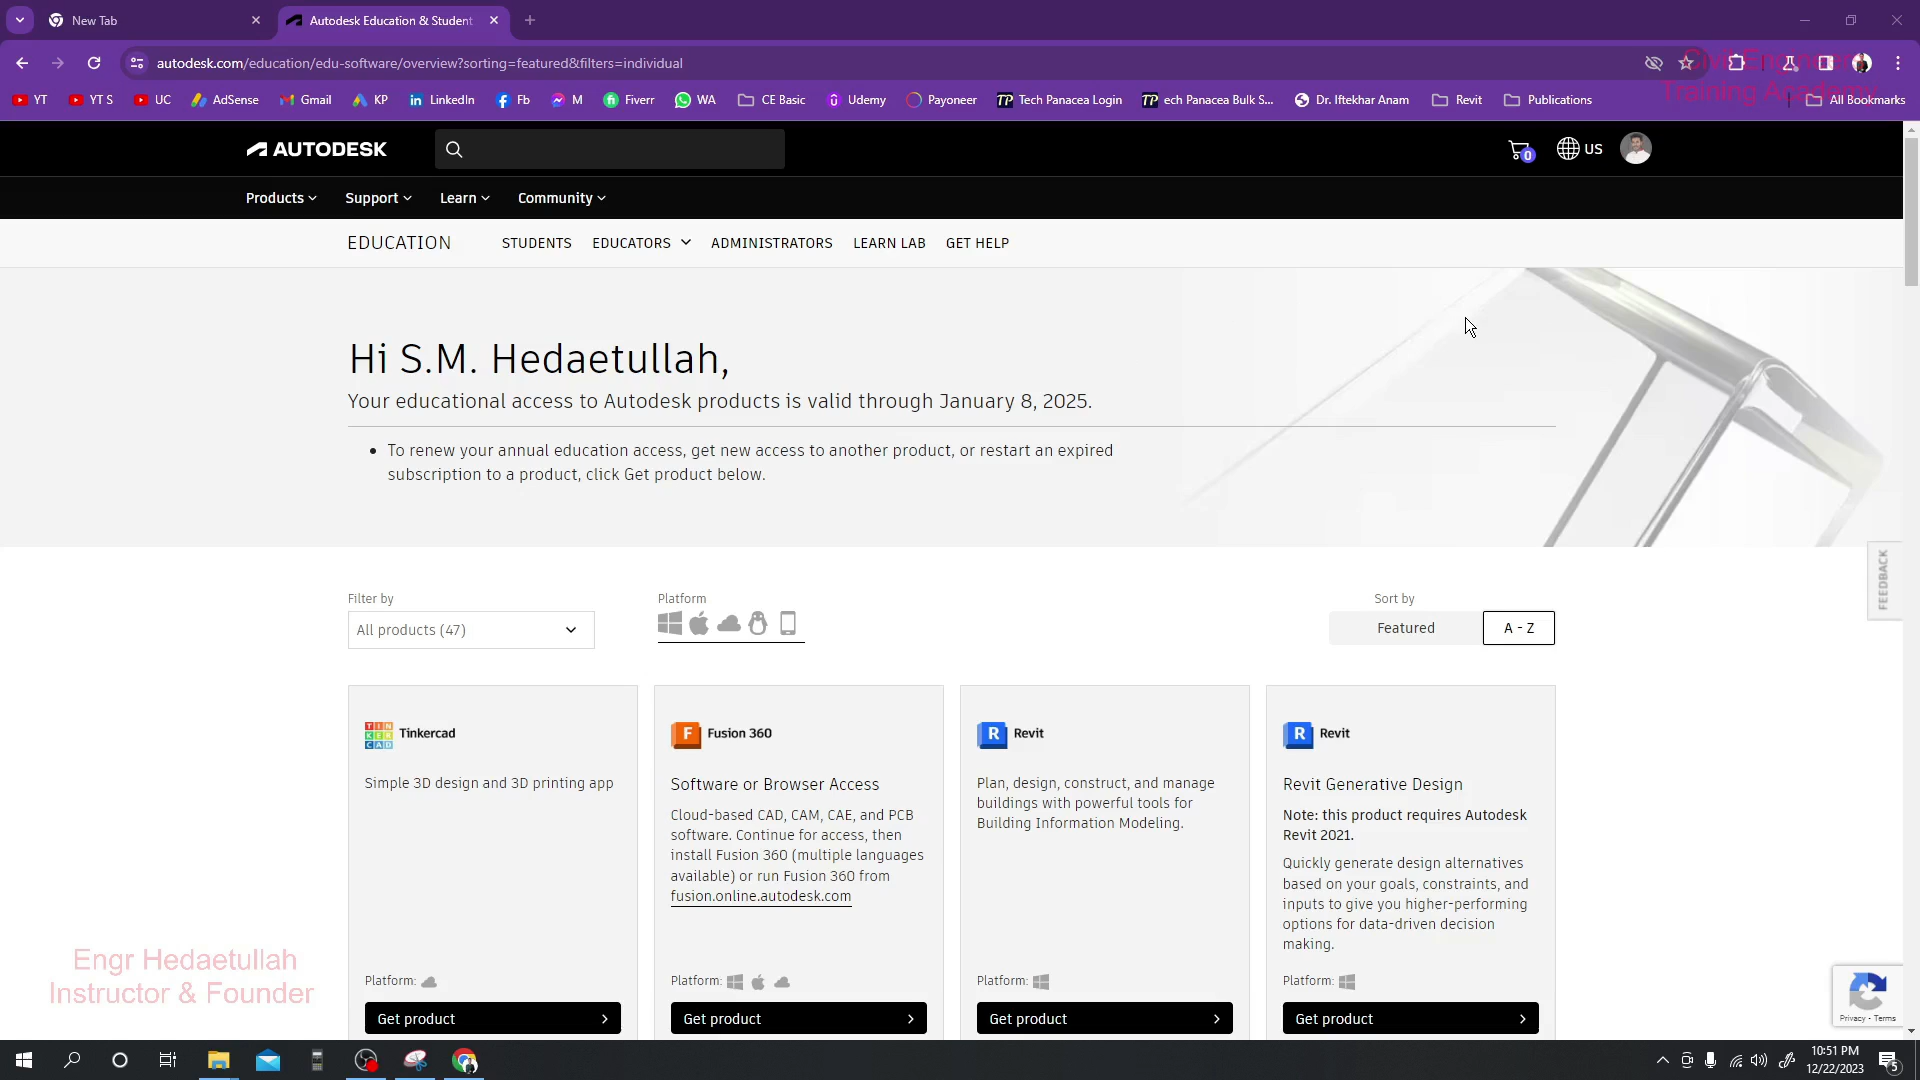 New Tab
Autodesk Education & Student
autodesk.com/education/edu-software/overview?sorting=featured&filters=individual
YT
YT S
UC
AdSense
Gmail
KP
LinkedIn
Fb
M
Fiverr
WA
CE Basic
Udemy
Payoneer
Tech Panacea Login
ech Panacea Bulk S...
Dr. Iftekhar Anam
Revit
Publications
All Bookmarks
Training Academy
AUTODESK
0
US
Products
Support
Learn
Community
EDUCATION
STUDENTS
EDUCATORS
ADMINISTRATORS
LEARN LAB
GET HELP
Hi S.M. Hedaetullah,
Your educational access to Autodesk products is valid through January 8, 2025.
• To renew your annual education access, get new access to another product, or restart an expired
subscription to a product, click Get product below.
FEEDBACK
Filter by
All products (47)
Platform
Sort by
Featured
A - Z
TIN
KER
CAD
Tinkercad
Simple 3D design and 3D printing app
Platform:
Get product
F
Fusion 360
Software or Browser Access
Cloud-based CAD, CAM, CAE, and PCB
software. Continue for access, then
install Fusion 360 (multiple languages
available) or run Fusion 360 from
fusion.online.autodesk.com
Platform:
Get product
R
Revit
Plan, design, construct, and manage
buildings with powerful tools for
Building Information Modeling.
Platform:
Get product
R
Revit
Revit Generative Design
Note: this product requires Autodesk
Revit 2021.
Quickly generate design alternatives
based on your goals, constraints, and
inputs to give you higher-performing
options for data-driven decision
making.
Platform:
Get product
Engr Hedaetullah
Instructor & Founder
Privacy - Terms
10:51 PM
12/22/2023
5